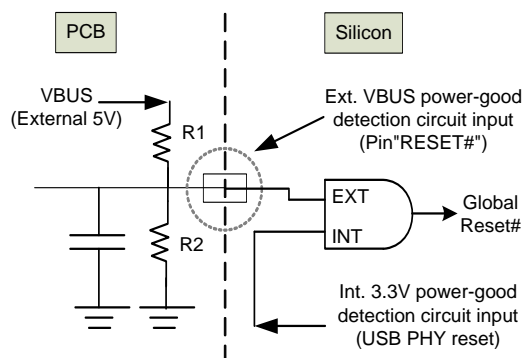 PCB
Silicon
VBUS
(External 5V)
R1
Ext. VBUS power-good
detection circuit input
(Pin"RESET#")
EXT
INT
Global
Reset#
R2
Int. 3.3V power-good
detection circuit input
(USB PHY reset)